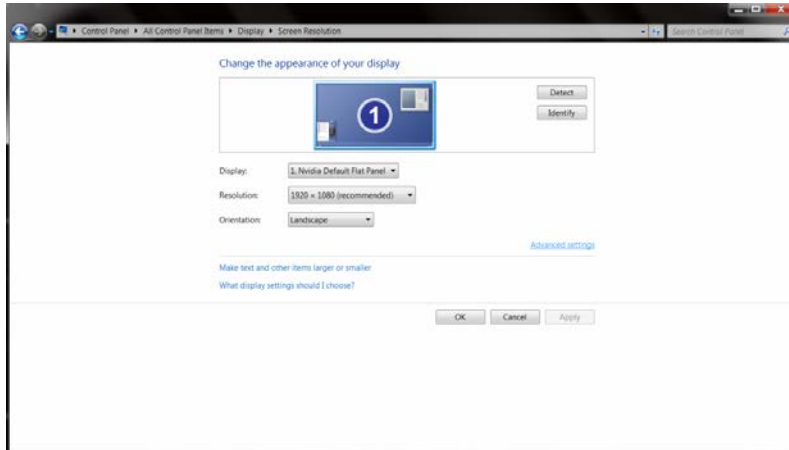 Control Panel ▸ All Control Panel Items ▸ Display ▸ Screen Resolution
Search Control Panel
Change the appearance of your display
1
Detect
Identify
Display: 1. Nvidia Default Flat Panel
Resolution: 1920 × 1080 (recommended)
Orientation: Landscape
Advanced settings
Make text and other items larger or smaller
What display settings should I choose?
OK Cancel Apply